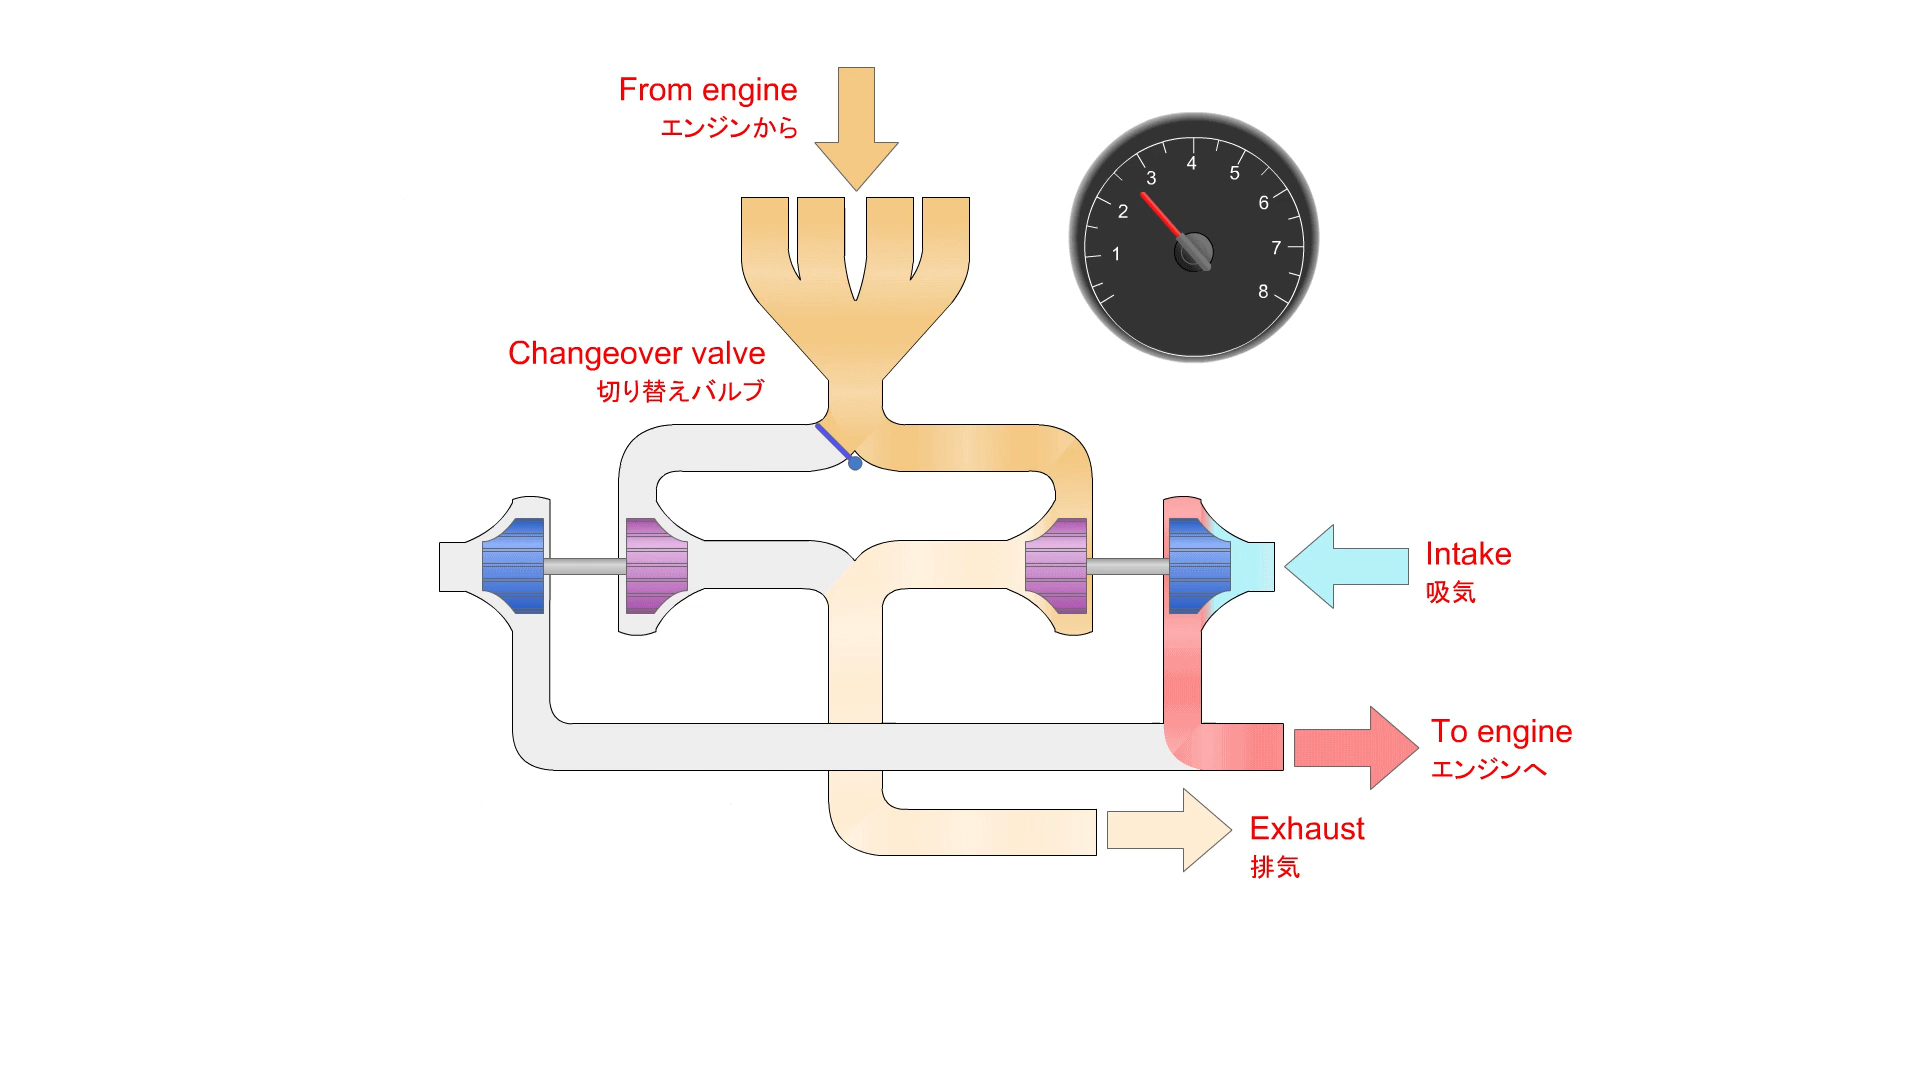 From engine
エンジンから
4
3
5
2
6
1
7
8
Changeover valve
切り替えバルブ
Intake
吸気
To engine
エンジンへ
Exhaust
排気